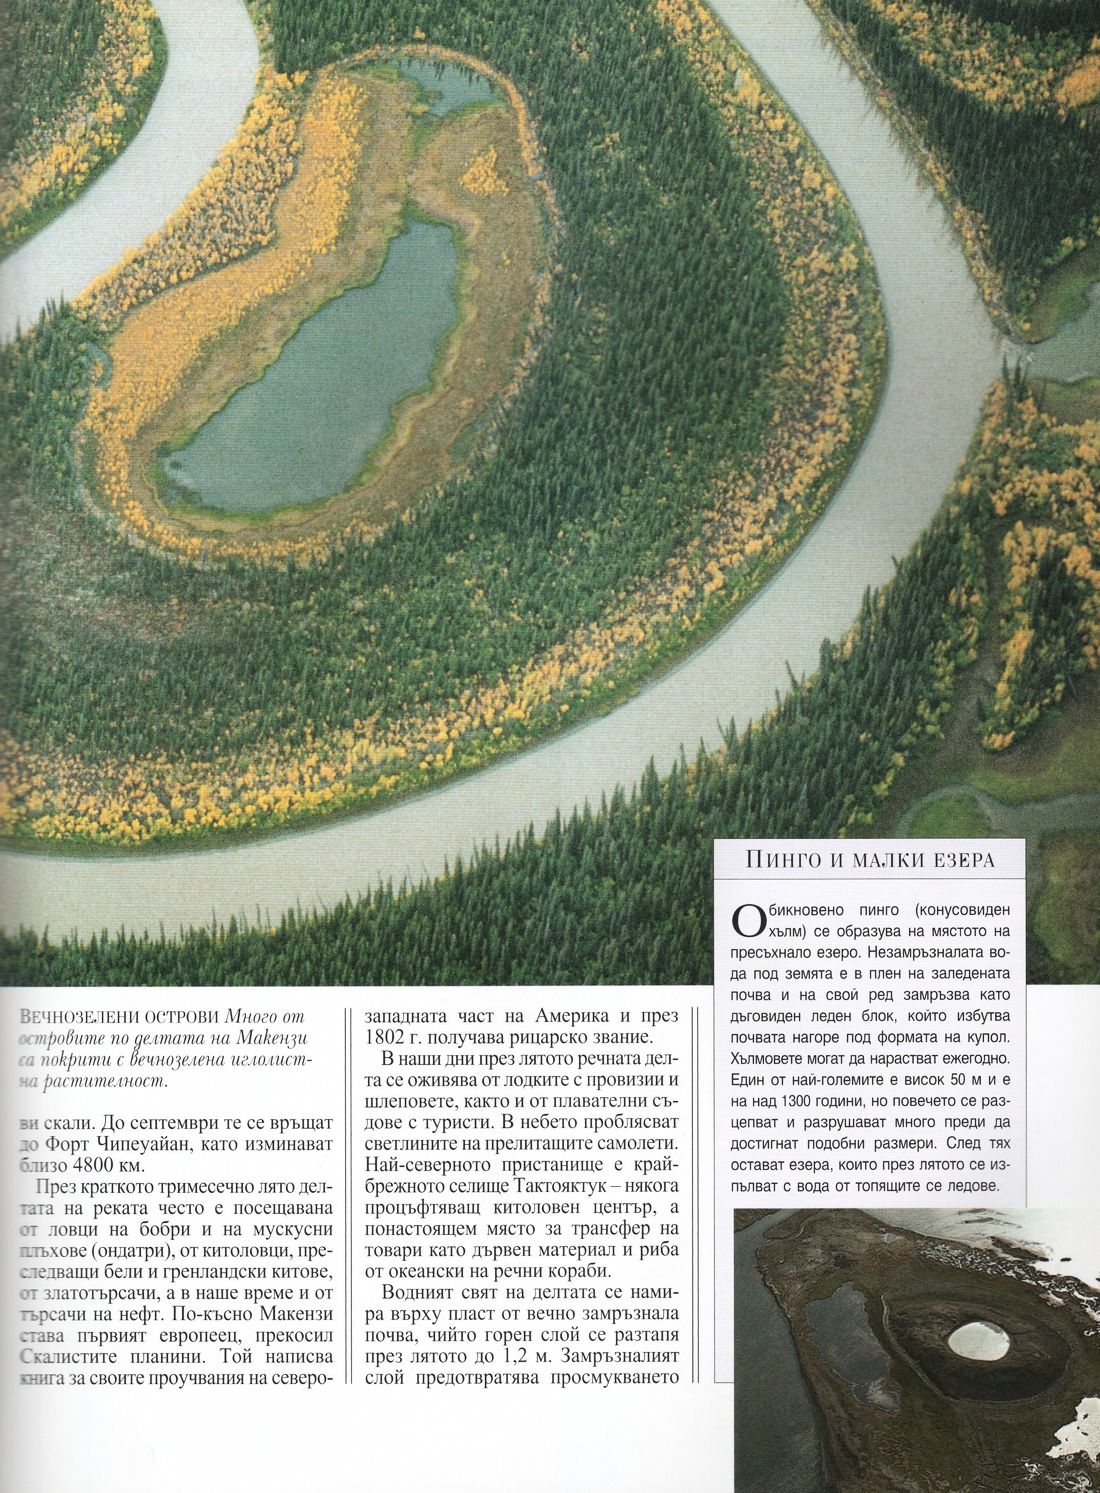 ВЕЧНОЗЕЛЕНИ ОСТРОВИ Много от
островите по делтата на Макензи
са покрити с вечнозелена иглолист-
на растителност.
ви скали. До септември те се връщат
до Форт Чипеуайан, като изминават
близо 4800 км.
През краткото тримесечно лято дел-
тата на реката често е посещавана
от ловци на бобри и на мускусни
плъхове (ондатри), от китоловци, пре-
следващи бели и гренландски китове,
от златотърсачи, а в наше време и от
търсачи на нефт. По-късно Макензи
става първият европеец, прекосил
Скалистите планини. Той написва
книга за своите проучвания на северо-
западната част на Америка и през
1802 г. получава рицарско звание.
В наши дни през лятото речната дел-
та се оживява от лодките с провизии и
шлеповете, както и от плавателни съ-
дове с туристи. В небето проблясват
светлините на прелитащите самолети.
Най-северното пристанище е край-
брежното селище Тактояктук – някога
процъфтяващ китоловен център, а
понастоящем място за трансфер на
товари като дървен материал и риба
от океански на речни кораби.
Водният свят на делтата се нами-
ра върху пласт от вечно замръзнала
почва, чийто горен слой се разтапя
през лятото до 1,2 м. Замръзналият
слой предотвратява просмукването
ПИНГО И МАЛКИ ЕЗЕРА
Обикновено пинго (конусовиден
хълм) се образува на мястото на
пресъхнало езеро. Незамръзналата во-
да под земята е в плен на заледената
почва и на свой ред замръзва като
дъговиден леден блок, който избутва
почвата нагоре под формата на купол.
Хълмовете могат да нарастват ежегодно.
Един от най-големите е висок 50 м и е
на над 1300 години, но повечето се раз-
цепват и разрушават много преди да
достигнат подобни размери. След тях
остават езера, които през лятото се из-
пълват с вода от топящите се ледове.